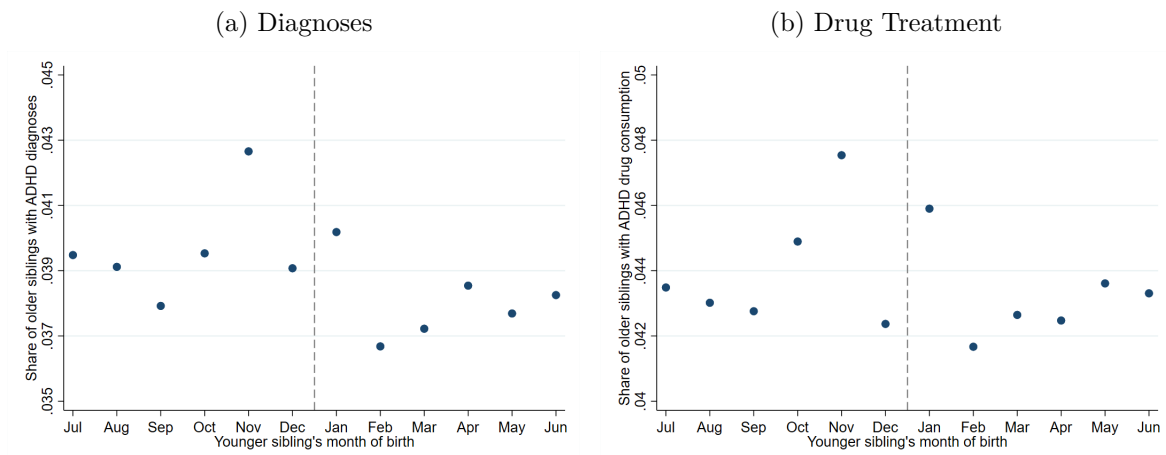 (a) Diagnoses
Share of older siblings with ADHD diagnoses
.045
.043
.041
.039
.037
.035
Jul Aug Sep Oct Nov Dec Jan Feb Mar Apr May Jun
Younger sibling's month of birth
(b) Drug Treatment
Share of older siblings with ADHD drug consumption
.05
.048
.046
.044
.042
.04
Jul Aug Sep Oct Nov Dec Jan Feb Mar Apr May Jun
Younger sibling's month of birth